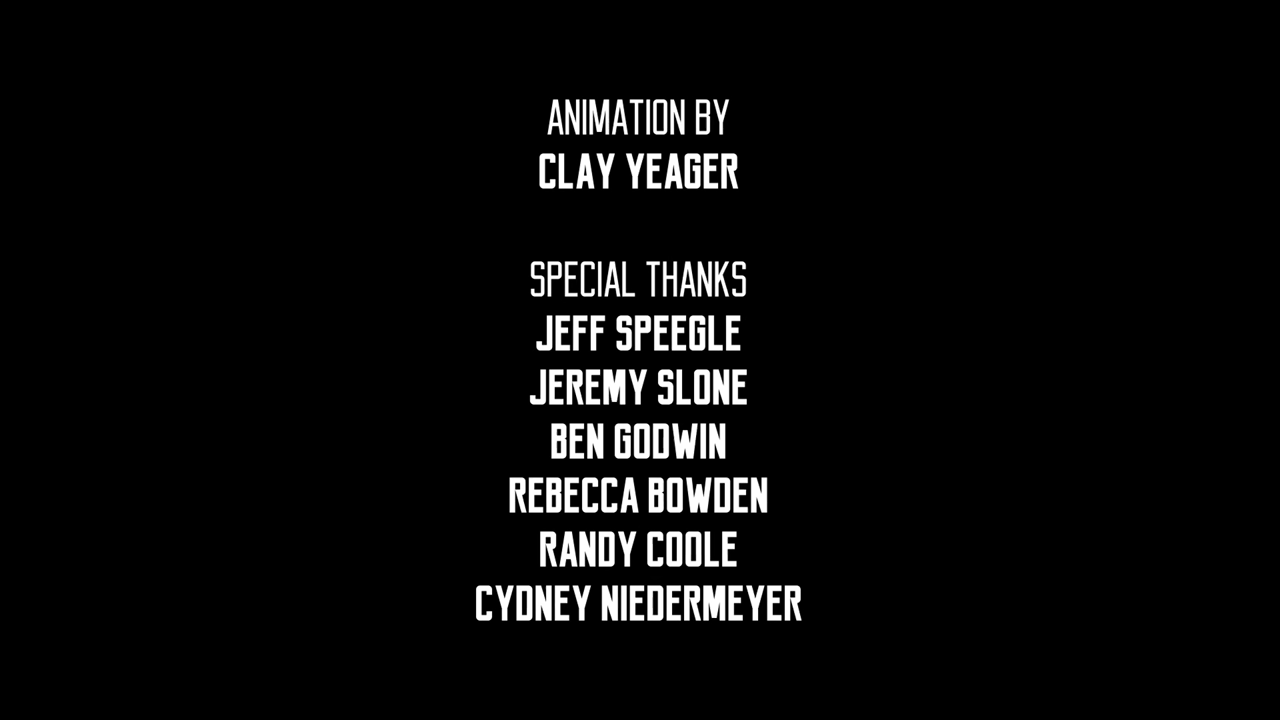 ANIMATION BY
CLAY YEAGER
SPECIAL THANKS
JEFF SPEEGLE
JEREMY SLONE
BEN GODWIN
REBECCA BOWDEN
RANDY COOLE
CYDNEY NIEDERMEYER